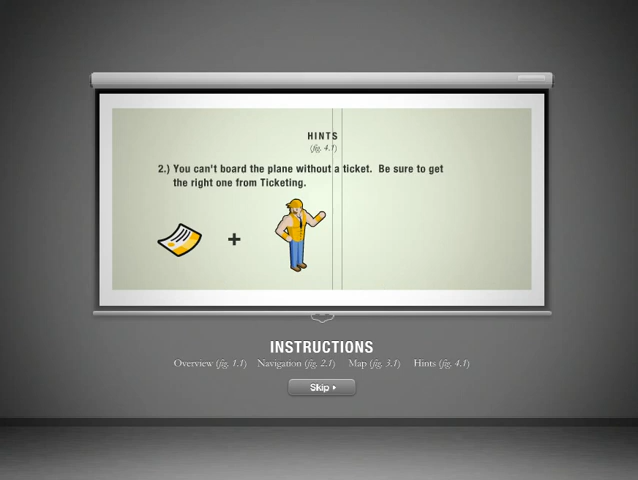 HINTS
(fig. 4.1)
2.) You can't board the plane without a ticket. Be sure to get
the right one from Ticketing.
+
INSTRUCTIONS
Overview (fig. 1.1) Navigation (fig. 2.1) Map (fig. 3.1) Hints (fig. 4.1)
Skip